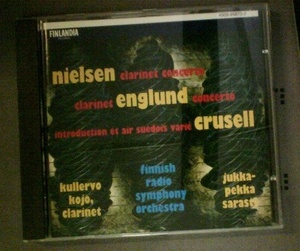 FINLANDIA
nielsen clarinet concerto
clarinet englund concerto
introduction et air suédois varié crusell
kullervo
kojo,
clarinet
finnish
radio
symphony
orchestra
jukka-
pekka
saraste